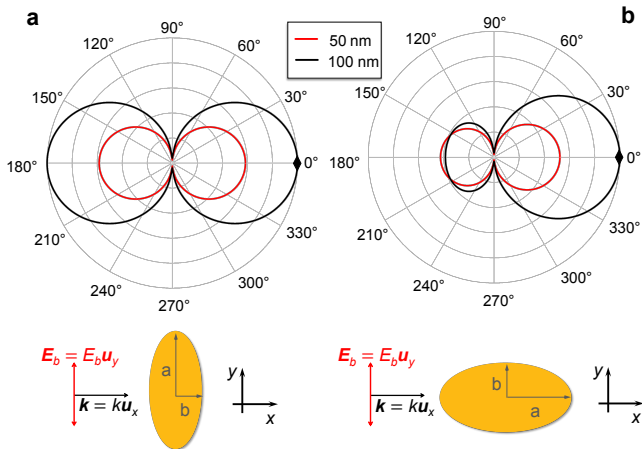 a
b
50 nm
100 nm
90°
120°
60°
150°
30°
180°
0°
210°
330°
240°
300°
270°
90°
120°
60°
150°
30°
180°
0°
210°
330°
240°
300°
270°
E_b = E_b u_y
k = k u_x
a
b
y
x
E_b = E_b u_y
k = k u_x
b
a
y
x